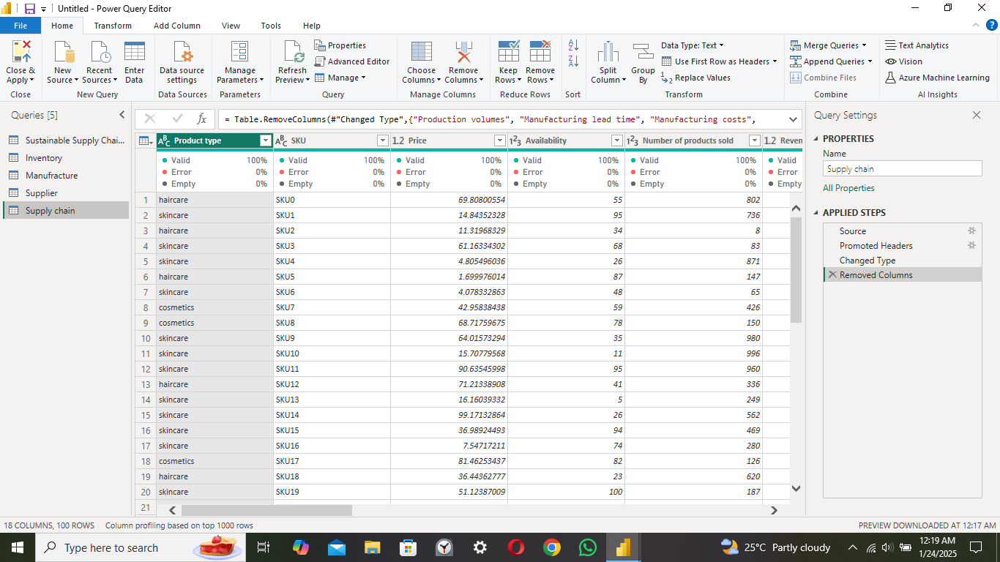 Untitled - Power Query Editor
File Home Transform Add Column View Tools Help
Close & Apply
Close
New Source
Recent Sources
Enter Data
New Query
Data source settings
Data Sources
Manage Parameters
Parameters
Refresh Preview
Properties
Advanced Editor
Manage
Query
Choose Columns
Remove Columns
Manage Columns
Keep Rows
Remove Rows
Reduce Rows
Sort
Split Column
Group By
Data Type: Text
Use First Row as Headers
Replace Values
Transform
Merge Queries
Append Queries
Combine Files
Combine
Text Analytics
Vision
Azure Machine Learning
AI Insights
Queries [5]
Sustainable Supply Chai...
Inventory
Manufracture
Supplier
Supply chain
= Table.RemoveColumns(#"Changed Type",{"Production volumes", "Manufacturing lead time", "Manufacturing costs",
Product type SKU 1.2 Price 123 Availability 123 Number of products sold 1.2 Reven
Valid 100% Valid 100% Valid 100% Valid 100% Valid 100% Valid
Error 0% Error 0% Error 0% Error 0% Error 0% Error
Empty 0% Empty 0% Empty 0% Empty 0% Empty 0% Empty
1 haircare SKU0 69.80800554 55 802
2 skincare SKU1 14.84352328 95 736
3 haircare SKU2 11.31968329 34 8
4 skincare SKU3 61.16334302 68 83
5 skincare SKU4 4.805496036 26 871
6 haircare SKU5 1.699976014 87 147
7 skincare SKU6 4.078332863 48 65
8 cosmetics SKU7 42.95838438 59 426
9 cosmetics SKU8 68.71759675 78 150
10 skincare SKU9 64.01573294 35 980
11 skincare SKU10 15.70779568 11 996
12 skincare SKU11 90.63545998 95 960
13 haircare SKU12 71.21338908 41 336
14 skincare SKU13 16.16039332 5 249
15 skincare SKU14 99.17132864 26 562
16 skincare SKU15 36.98924493 94 469
17 skincare SKU16 7.54717211 74 280
18 cosmetics SKU17 81.46253437 82 126
19 haircare SKU18 36.44362777 23 620
20 skincare SKU19 51.12387009 100 187
21
Query Settings
PROPERTIES
Name
Supply chain
All Properties
APPLIED STEPS
Source
Promoted Headers
Changed Type
Removed Columns
18 COLUMNS, 100 ROWS Column profiling based on top 1000 rows
PREVIEW DOWNLOADED AT 12:17 AM
Type here to search
25°C Partly cloudy
12:19 AM
1/24/2025